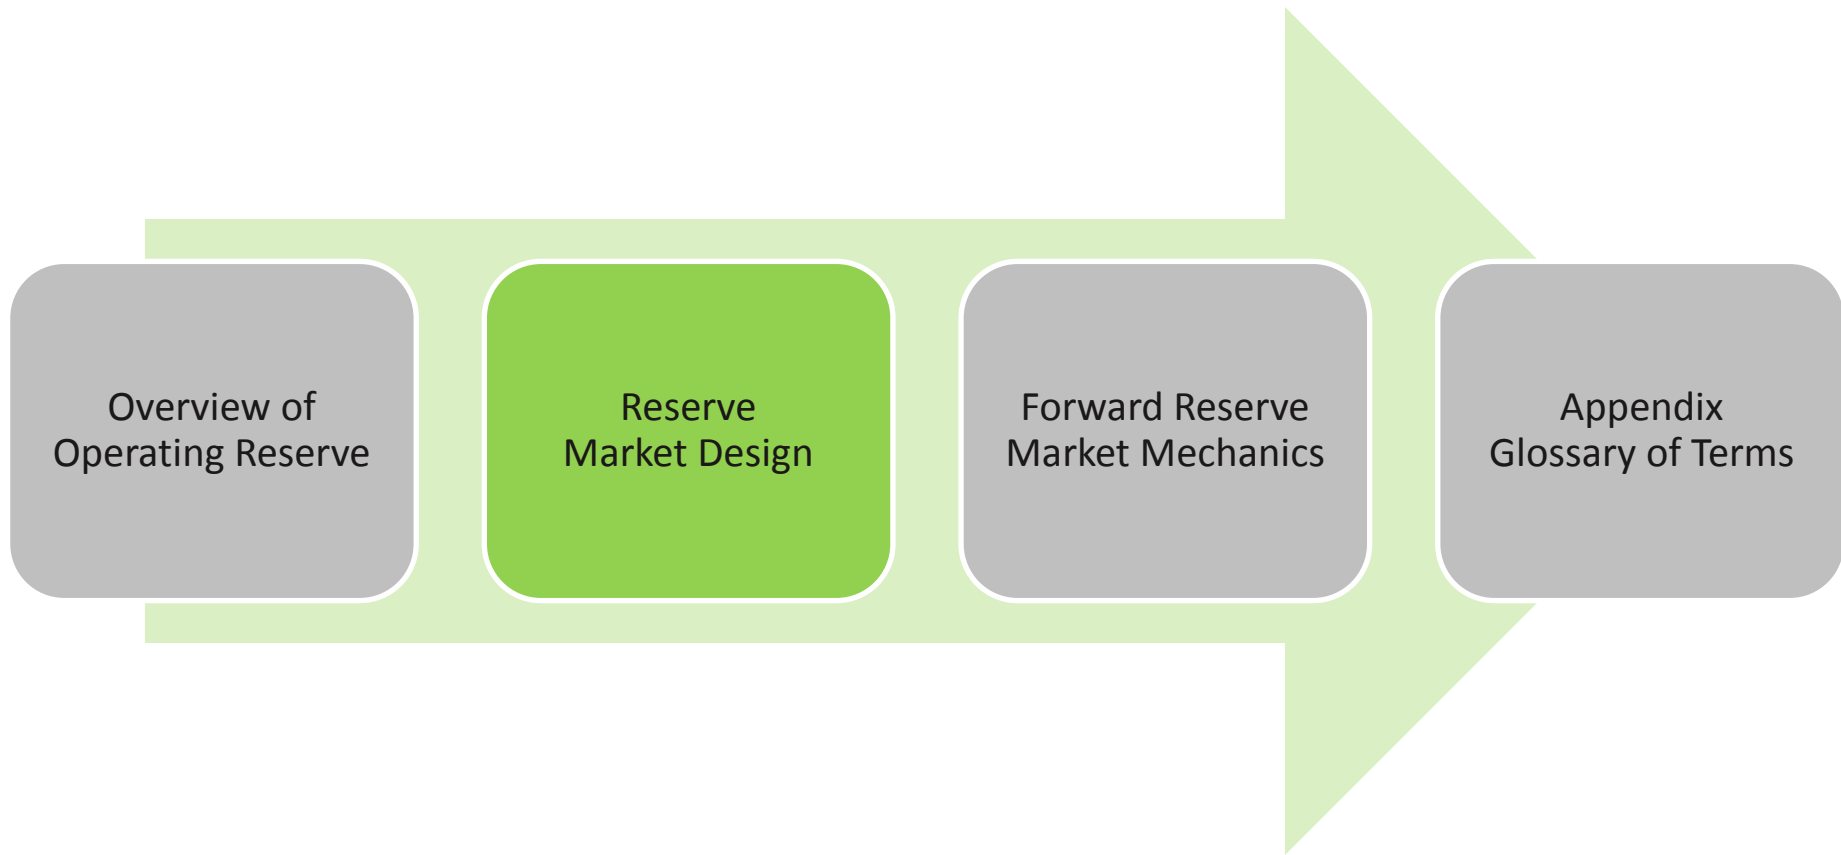 Overview of
Operating Reserve
Reserve
Market Design
Forward Reserve
Market Mechanics
Appendix
Glossary of Terms